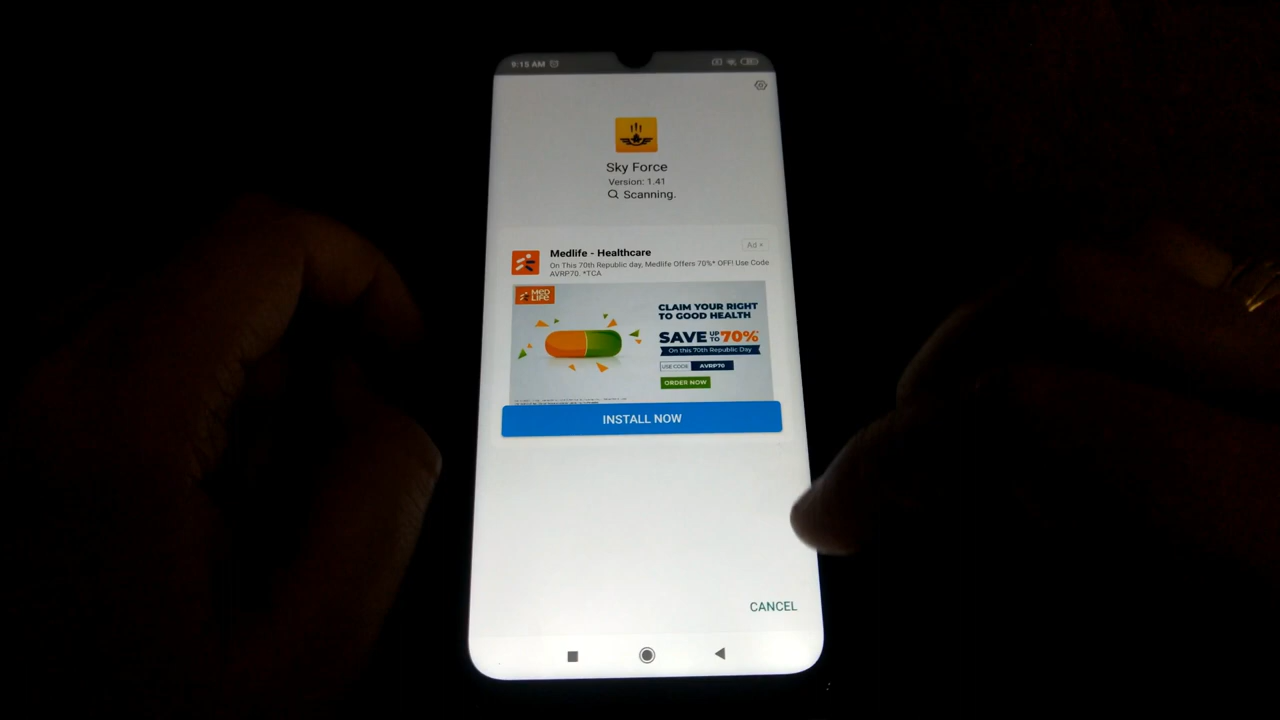 9:15 AM
Sky Force
Version: 1.41
Scanning.
Ad
Medlife - Healthcare
On This 70th Republic day, Medlife Offers 70%* OFF! Use Code
AVRP70. *TCA
MED
LIFE
CLAIM YOUR RIGHT
TO GOOD HEALTH
SAVE UP TO 70%*
On this 70th Republic Day
USE CODE AVRP70
ORDER NOW
INSTALL NOW
CANCEL